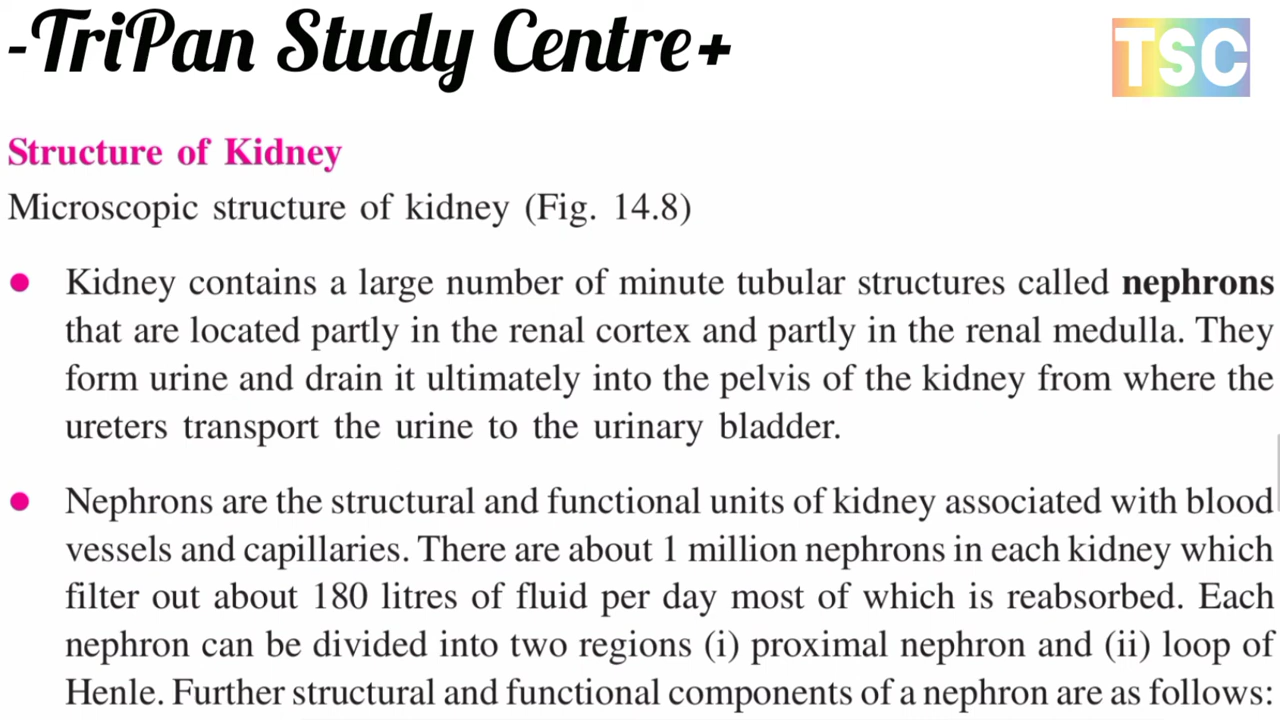 -TriPan Study Centre+
TSC
Structure of Kidney
Microscopic structure of kidney (Fig. 14.8)
● Kidney contains a large number of minute tubular structures called nephrons
that are located partly in the renal cortex and partly in the renal medulla. They
form urine and drain it ultimately into the pelvis of the kidney from where the
ureters transport the urine to the urinary bladder.
● Nephrons are the structural and functional units of kidney associated with blood
vessels and capillaries. There are about 1 million nephrons in each kidney which
filter out about 180 litres of fluid per day most of which is reabsorbed. Each
nephron can be divided into two regions (i) proximal nephron and (ii) loop of
Henle. Further structural and functional components of a nephron are as follows: